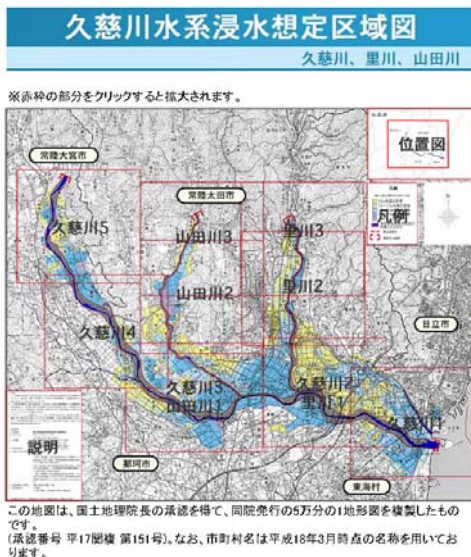 久慈川水系浸水想定区域図
久慈川、里川、山田川
※赤枠の部分をクリックすると拡大されます。
位置図
常陸大宮市
常陸太田市
凡例
久慈川5
山田川3
里川3
山田川2
里川2
日立市
久慈川4
久慈川3
山田川1
久慈川2
里川1
久慈川1
説明
那珂市
東海村
この地図は、国土地理院長の承認を得て、同院発行の5万分の1地形図を複製したもの
です。
(承認番号 平17関複 第151号)。なお、市町村名は平成18年3月時点の名称を用いてお
ります。